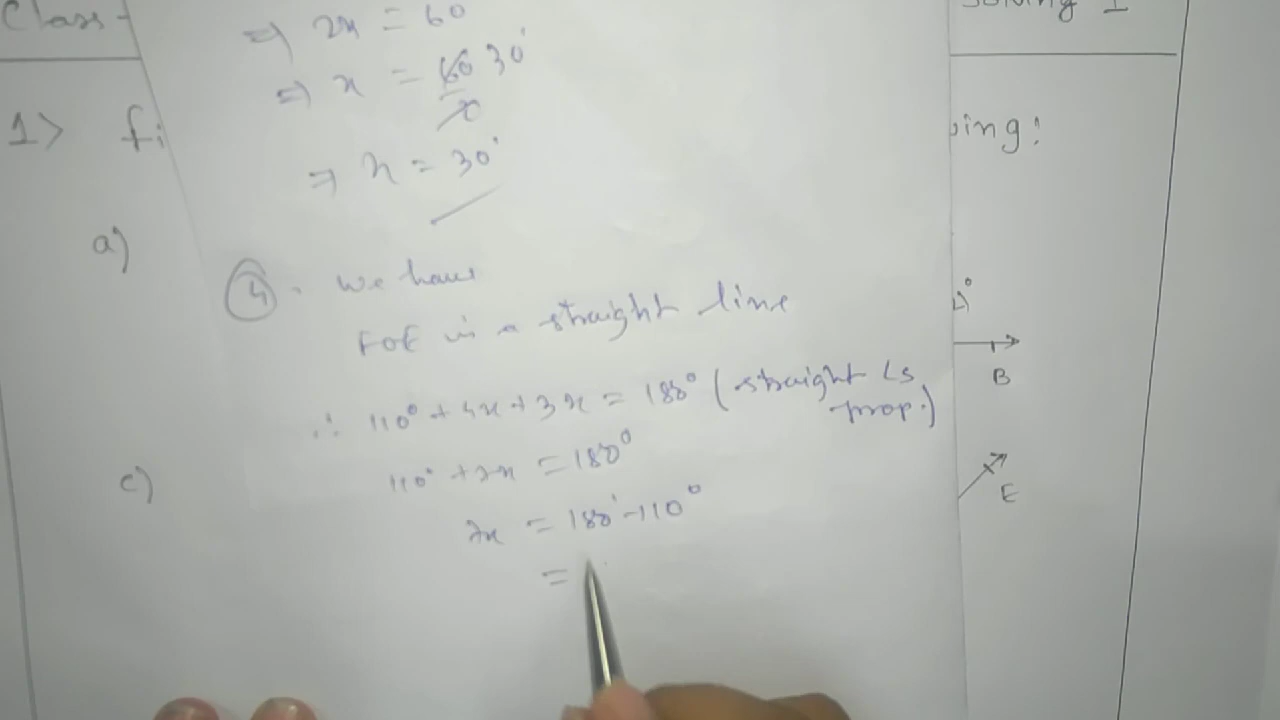 Class-
⇒ 2x = 60
⇒ x = 60 30°
2
⇒ x = 30°
1> fi
ing:
a)
4. We have
FOE is a straight line
B
∴ 110° + 4x + 3x = 180° (straight ∠s
prop.)
110° + 7x = 180°
c)
E
7x = 180° - 110°
=